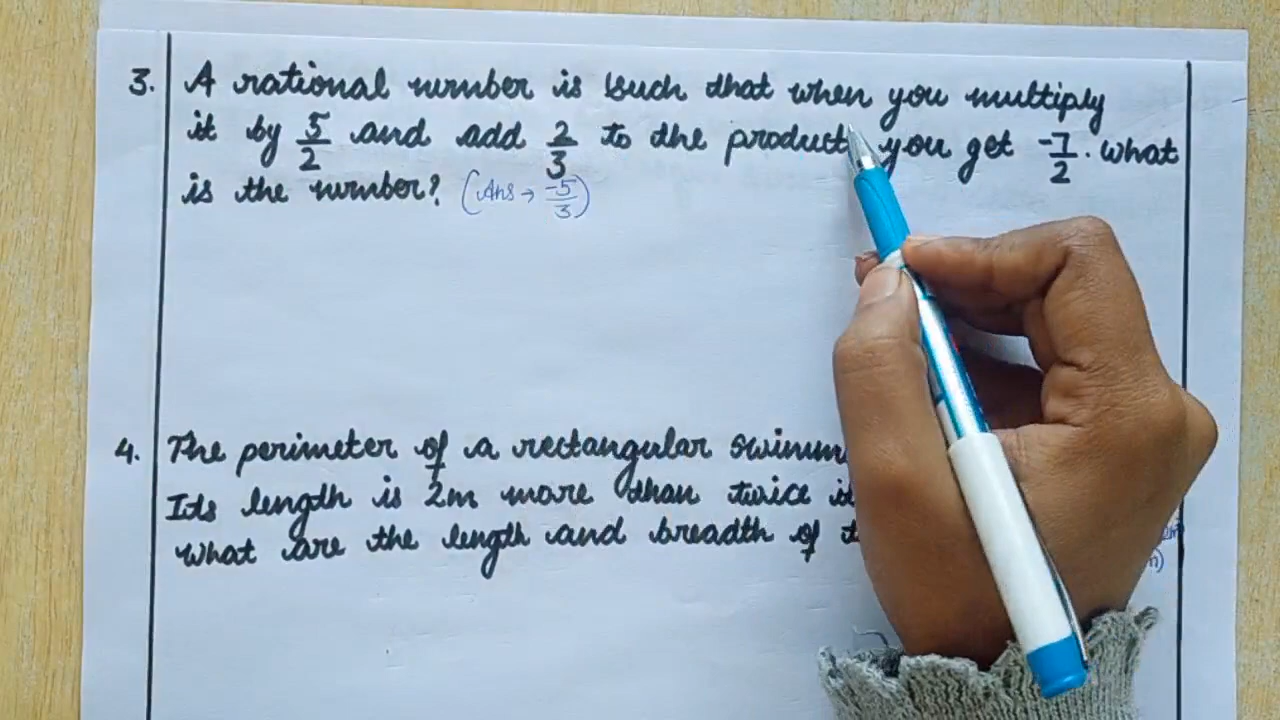 3. A rational number is such that when you multiply
it by 5/2 and add 2/3 to the product you get -7/2. What
is the number? (Ans → -5/3)
4. The perimeter of a rectangular
Its length is 2m more than twice
What are the length and breadth of